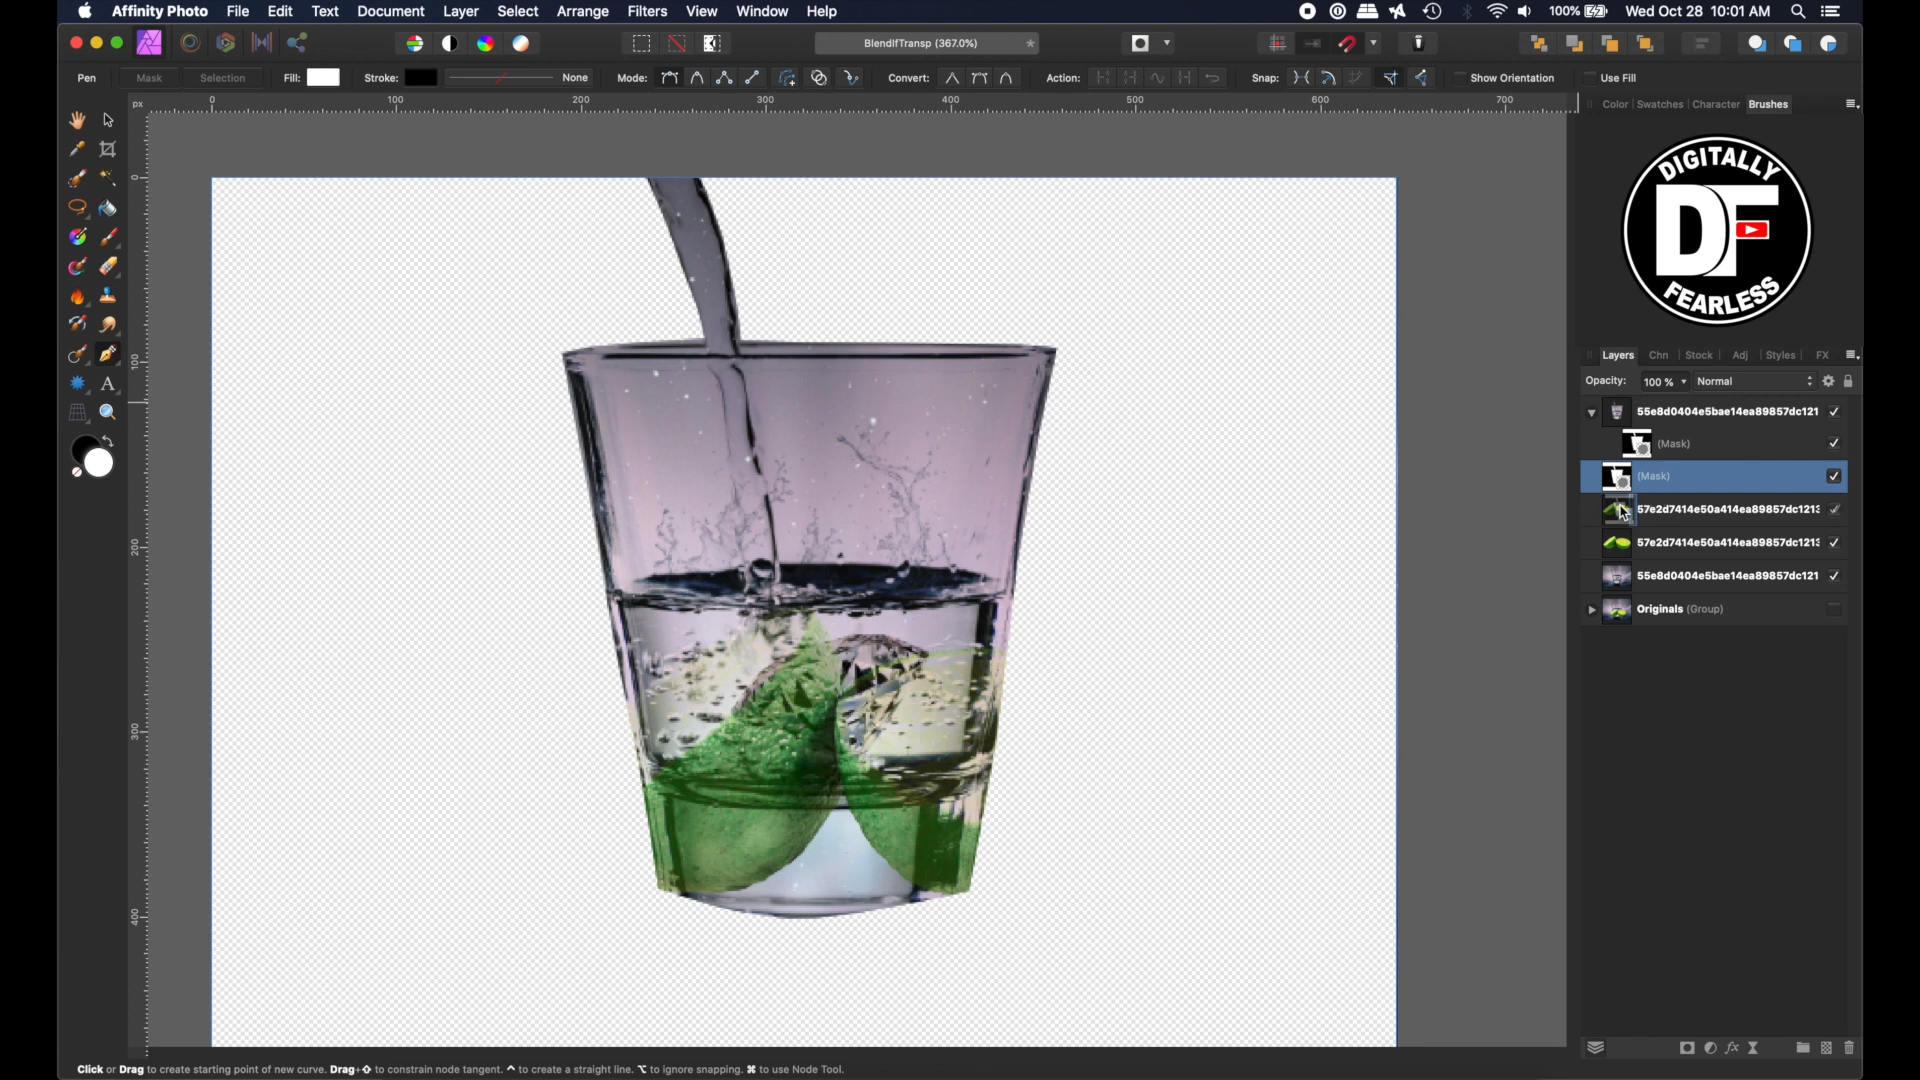 Affinity Photo File Edit Text Document Layer Select Arrange Filters View Window Help 100% Wed Oct 28 10:01 AM
BlendIfTransp (367.0%)
Pen Mask Selection Fill: Stroke: None Mode: Convert: Action: Snap: Show Orientation Use Fill
px 0 100 200 300 400 500 600 700
Color Swatches Character Brushes
0
100
200
300
400
DIGITALLY
DF
FEARLESS
Layers Chn Stock Adj Styles FX
Opacity: 100 % Normal
55e8d0404e5bae14ea89857dc121
(Mask)
(Mask)
57e2d7414e50a414ea89857dc1213
57e2d7414e50a414ea89857dc1213
55e8d0404e5bae14ea89857dc121
Originals (Group)
Click or Drag to create starting point of new curve. Drag+⇧ to constrain node tangent. ^ to create a straight line. ⌥ to ignore snapping. ⌘ to use Node Tool.